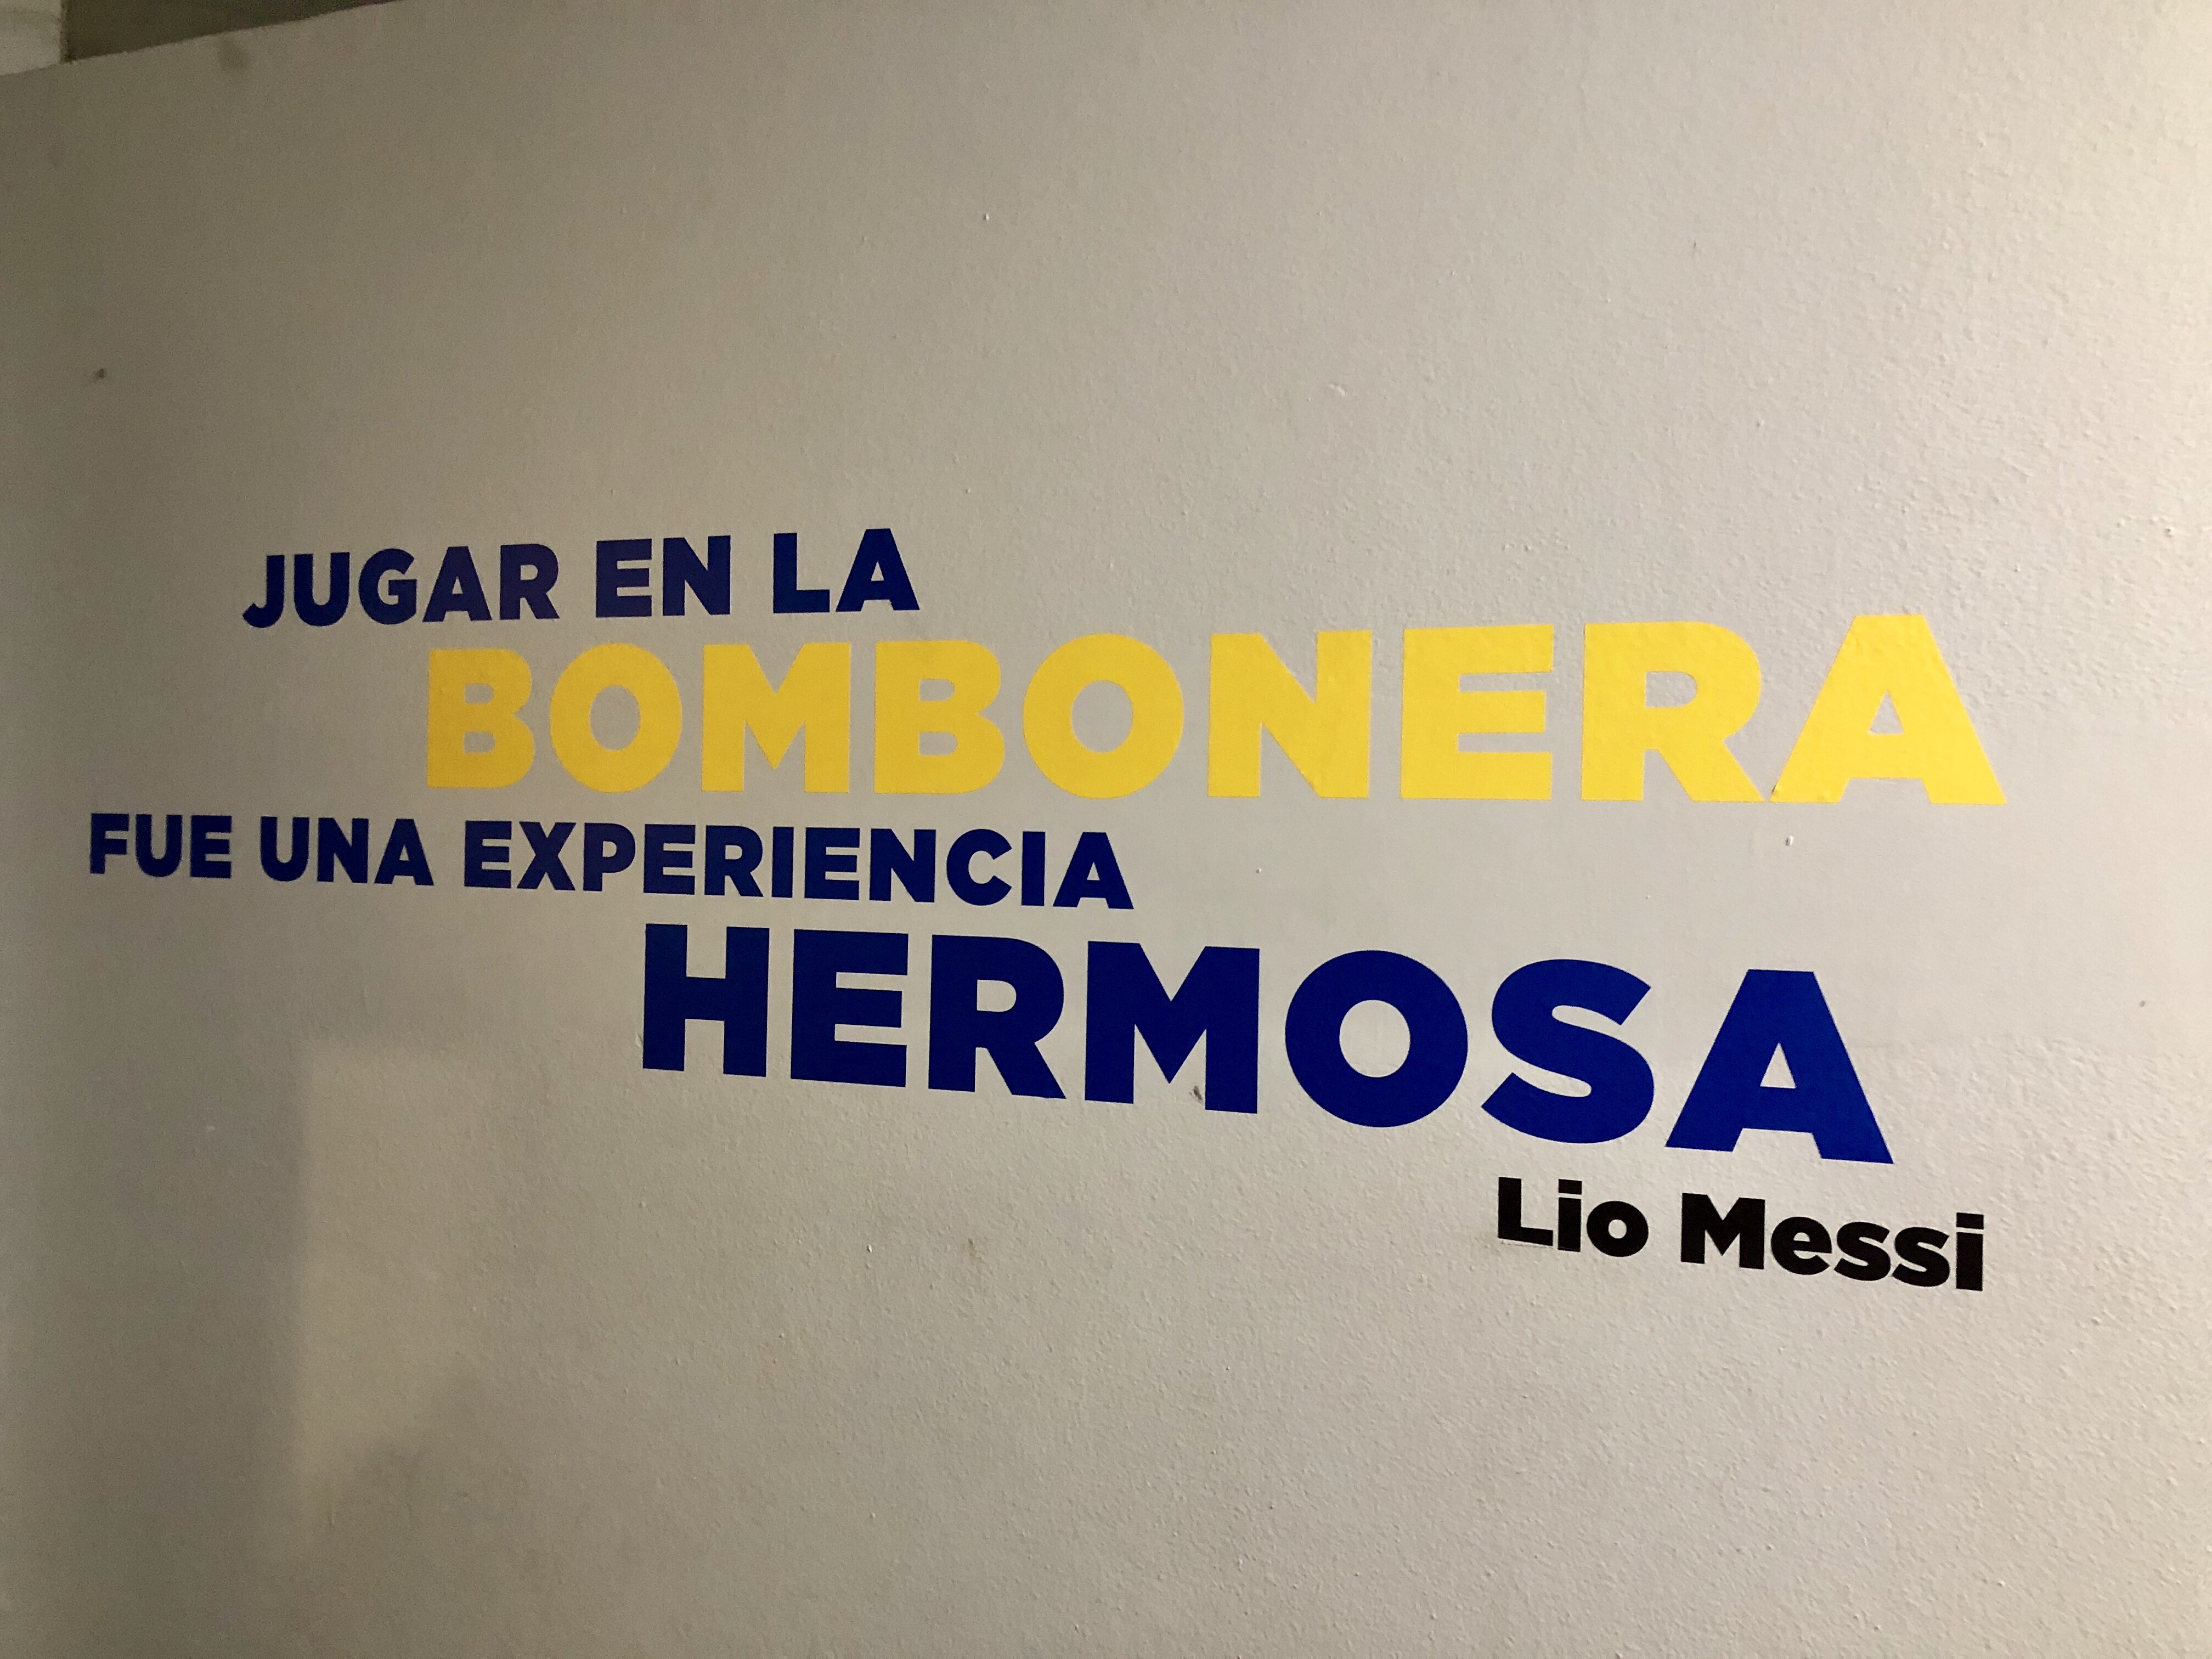 JUGAR EN LA
BOMBONERA
FUE UNA EXPERIENCIA
HERMOSA
Lio Messi